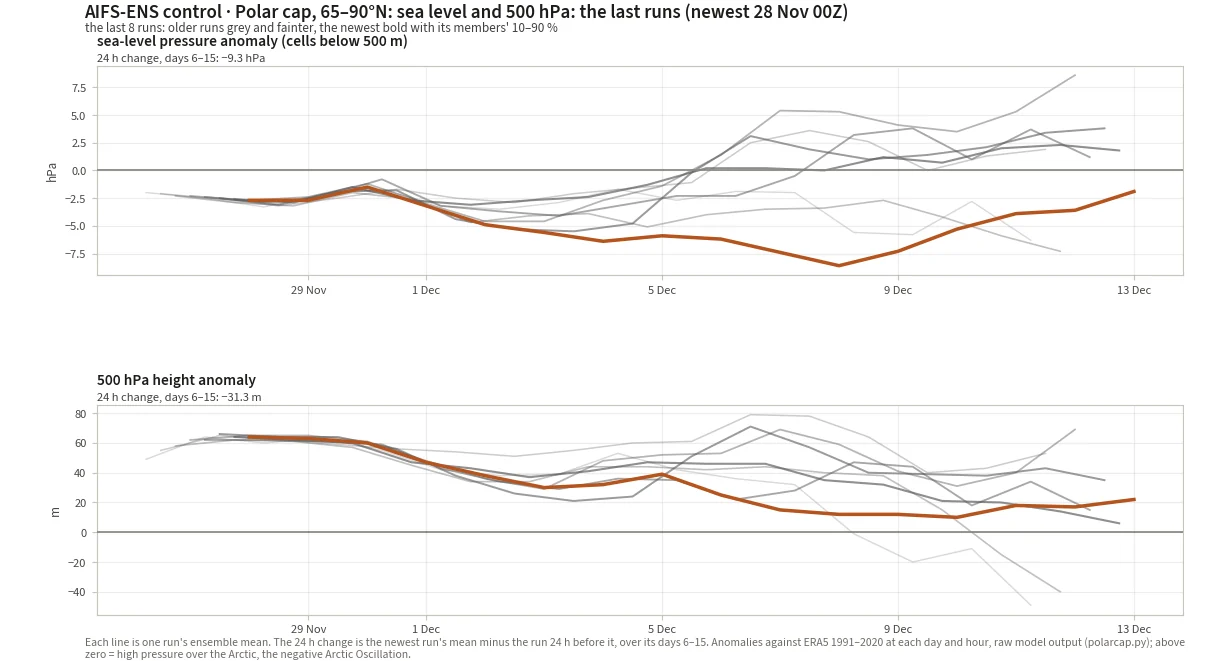 AIFS-ENS control · Polar cap, 65–90°N: sea level and 500 hPa: the last runs (newest 28 Nov 00Z)
the last 8 runs: older runs grey and fainter, the newest bold with its members' 10–90 %
sea-level pressure anomaly (cells below 500 m)
24 h change, days 6–15: −9.3 hPa
7.5
5.0
2.5
0.0
−2.5
−5.0
−7.5
hPa
29 Nov
1 Dec
5 Dec
9 Dec
13 Dec
500 hPa height anomaly
24 h change, days 6–15: −31.3 m
80
60
40
20
0
−20
−40
m
29 Nov
1 Dec
5 Dec
9 Dec
13 Dec
Each line is one run's ensemble mean. The 24 h change is the newest run's mean minus the run 24 h before it, over its days 6–15. Anomalies against ERA5 1991–2020 at each day and hour, raw model output (polarcap.py); above
zero = high pressure over the Arctic, the negative Arctic Oscillation.